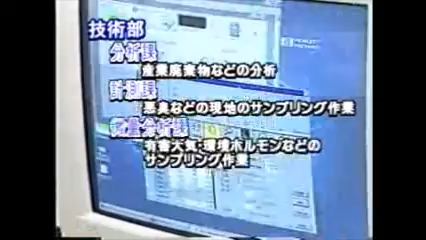 技術部
分析課
産業廃棄物などの分析
計測課
悪臭などの現地のサンプリング作業
微量分析課
有害大気・環境ホルモンなどの
サンプリング作業